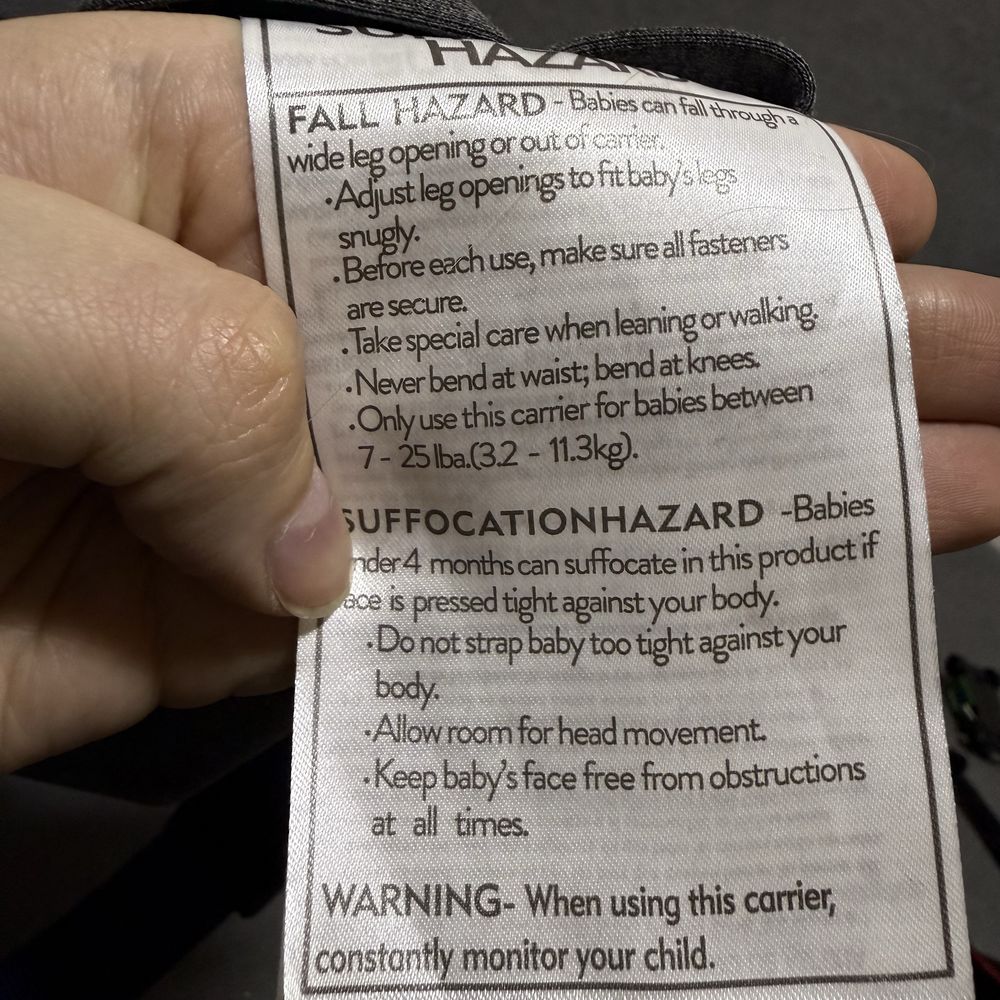 HAZARD
FALL HAZARD - Babies can fall through a
wide leg opening or out of carrier.
·Adjust leg openings to fit baby's legs
snugly.
·Before each use, make sure all fasteners
are secure.
·Take special care when leaning or walking.
·Never bend at waist; bend at knees.
·Only use this carrier for babies between
7 - 25 lba.(3.2 - 11.3kg).
SUFFOCATIONHAZARD -Babies
nder 4 months can suffocate in this product if
ace is pressed tight against your body.
·Do not strap baby too tight against your
body.
·Allow room for head movement.
·Keep baby's face free from obstructions
at all times.
WARNING- When using this carrier,
constantly monitor your child.